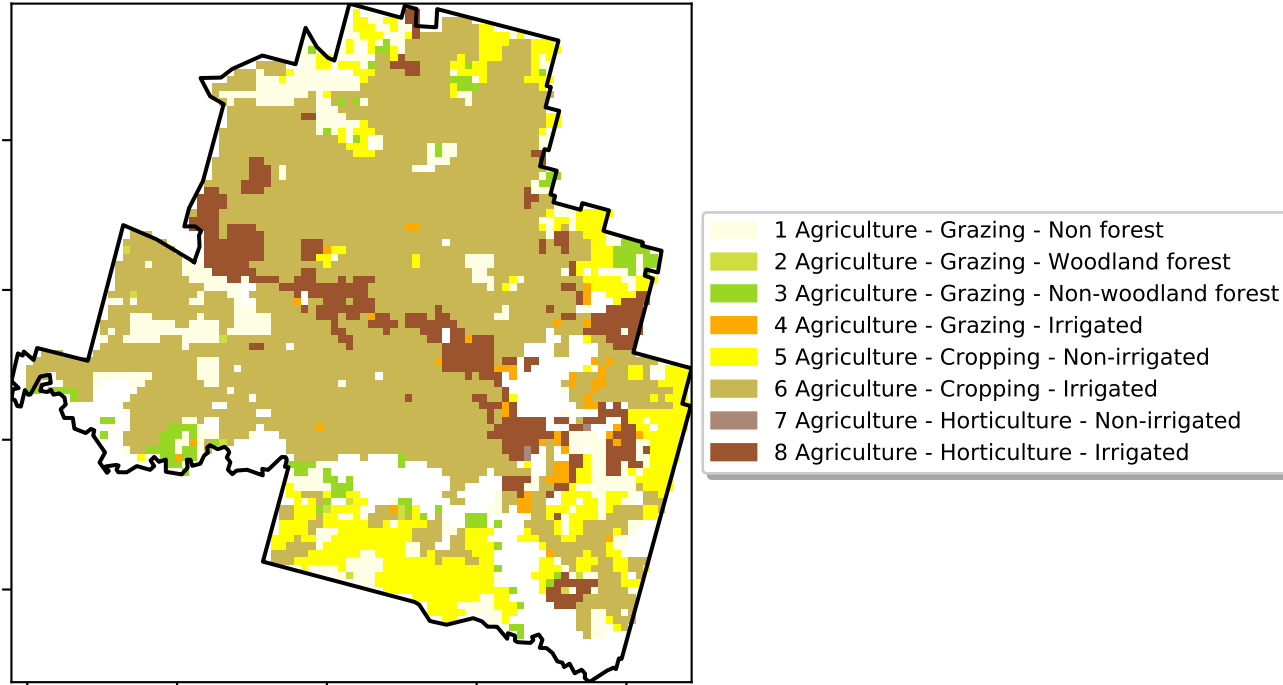 1 Agriculture - Grazing - Non forest
2 Agriculture - Grazing - Woodland forest
3 Agriculture - Grazing - Non-woodland forest
4 Agriculture - Grazing - Irrigated
5 Agriculture - Cropping - Non-irrigated
6 Agriculture - Cropping - Irrigated
7 Agriculture - Horticulture - Non-irrigated
8 Agriculture - Horticulture - Irrigated